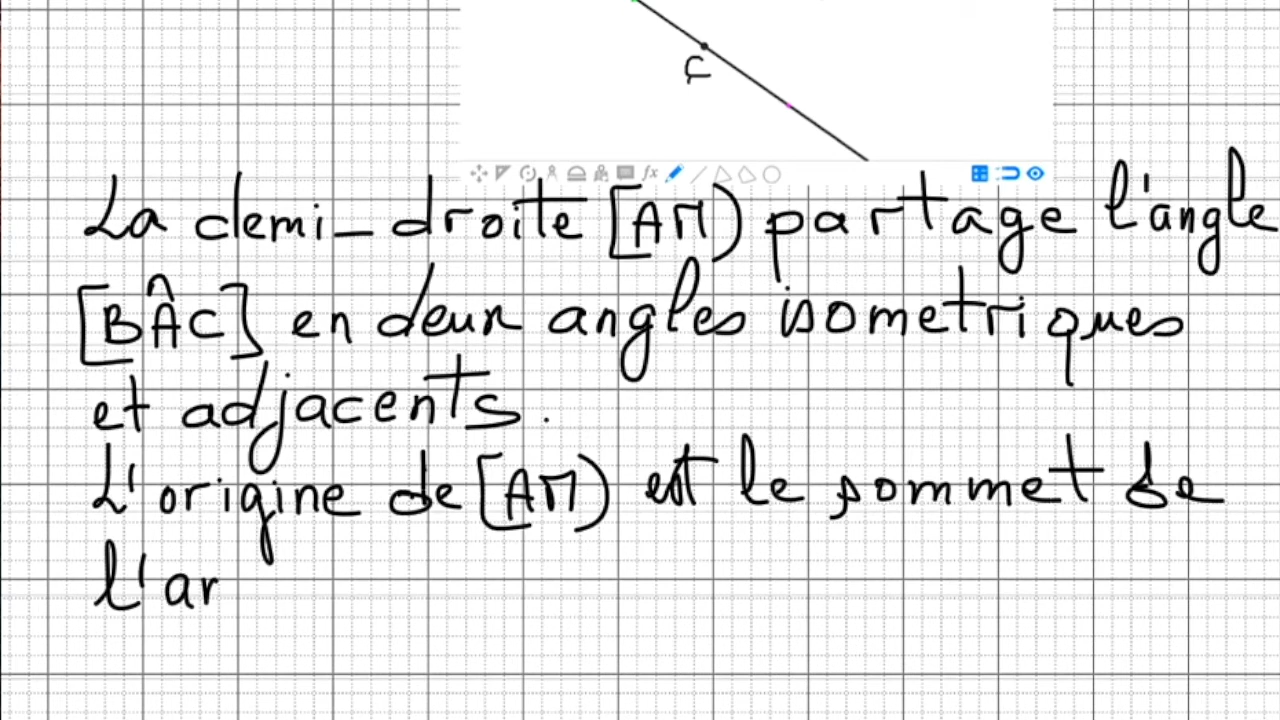 C
La demi-droite [AM) partage l'angle
[BÂC] en deux angles isometriques
et adjacents.
L'origine de [AM) est le sommet de
l'an